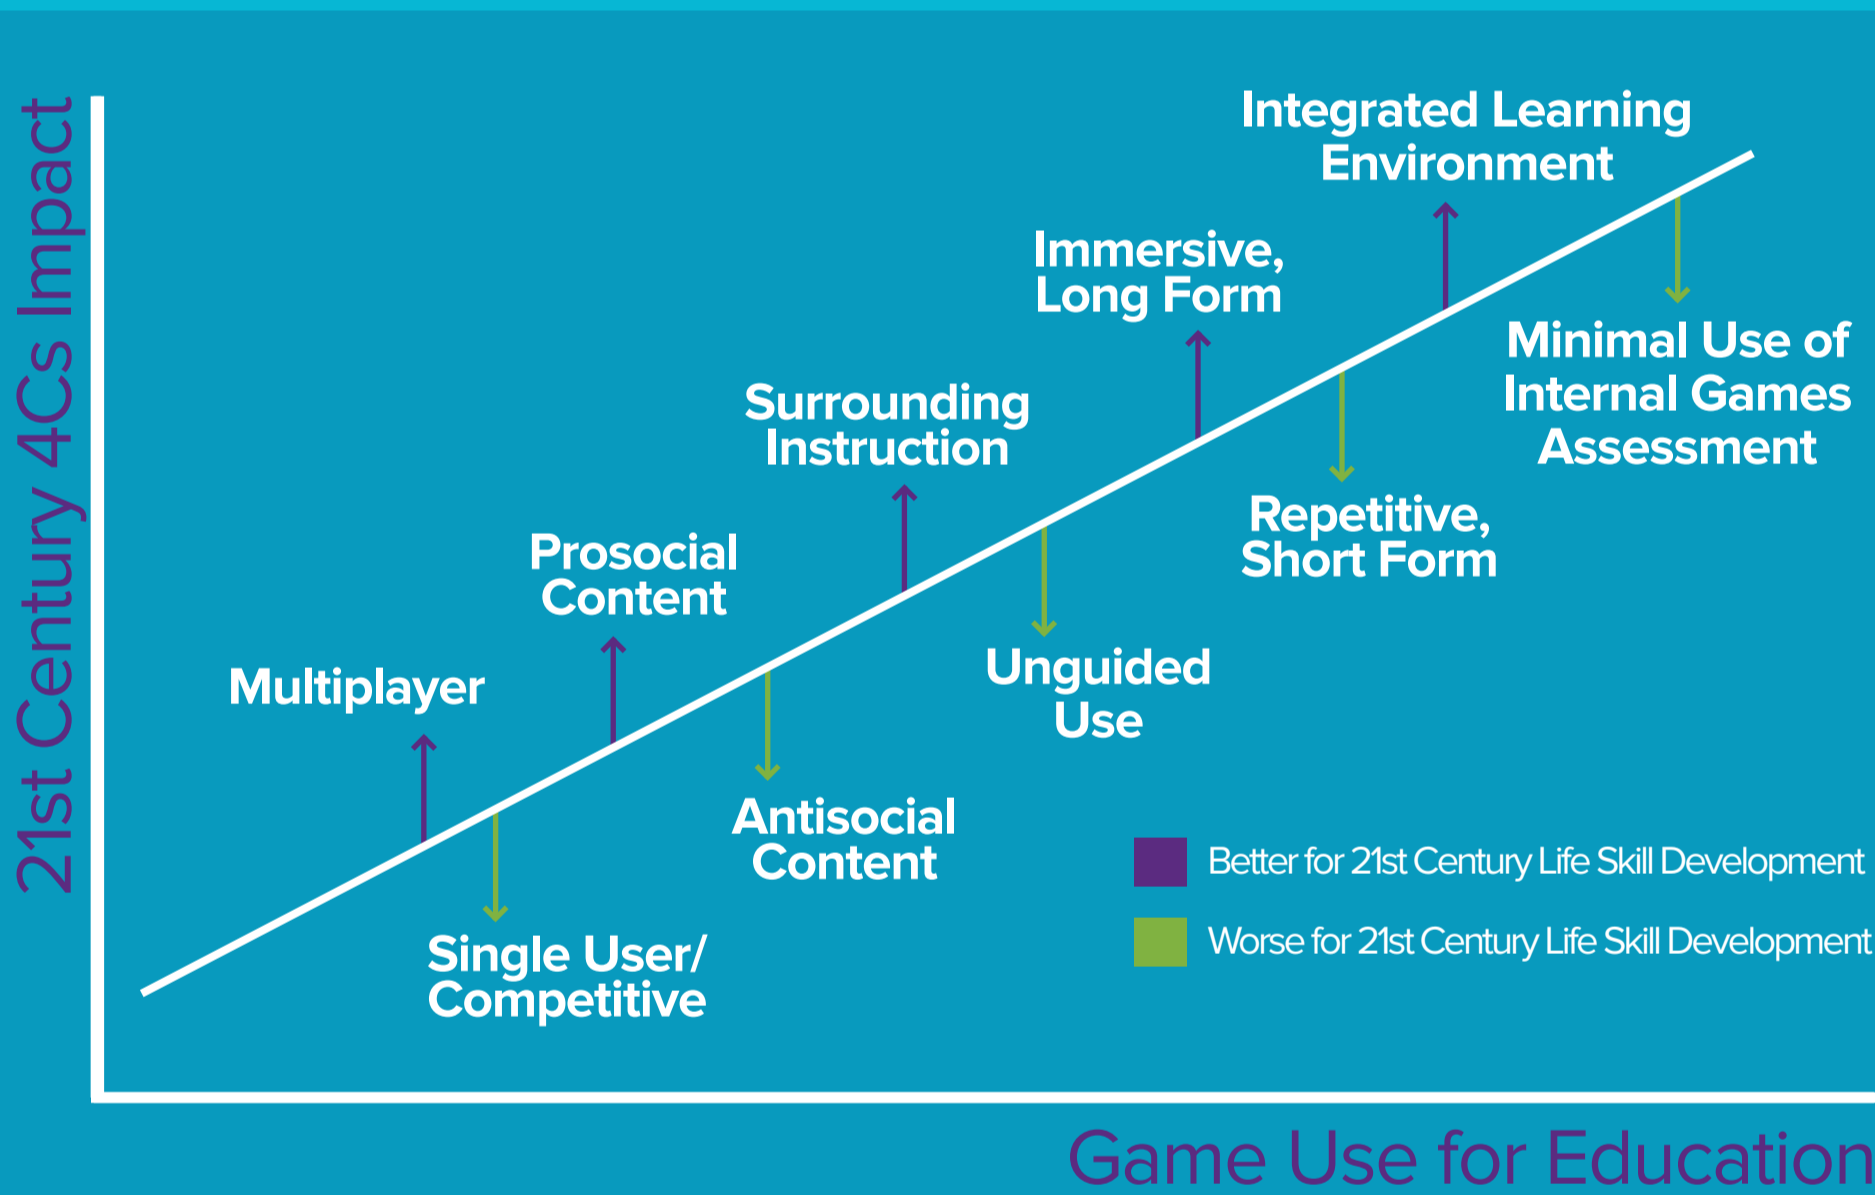 21st Century 4Cs Impact
Integrated Learning
Environment
Immersive,
Long Form
Minimal Use of
Internal Games
Assessment
Surrounding
Instruction
Repetitive,
Short Form
Prosocial
Content
Unguided
Use
Multiplayer
Antisocial
Content
Single User/
Competitive
Better for 21st Century Life Skill Development
Worse for 21st Century Life Skill Development
Game Use for Education